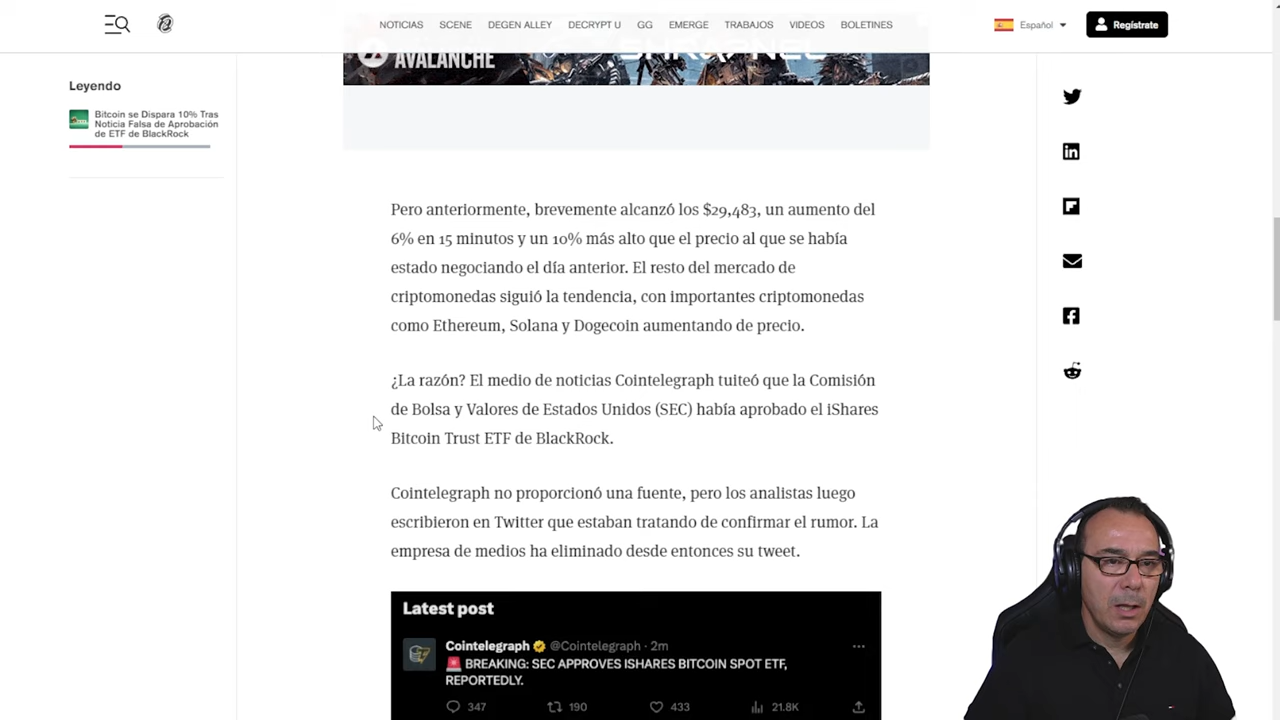 NOTICIAS SCENE DEGEN ALLEY DECRYPT U GG EMERGE TRABAJOS VIDEOS BOLETINES
Español
Regístrate
AVALANCHE
SHRAPNEL
Leyendo
Bitcoin se Dispara 10% Tras
Noticia Falsa de Aprobación
de ETF de BlackRock
Pero anteriormente, brevemente alcanzó los $29,483, un aumento del
6% en 15 minutos y un 10% más alto que el precio al que se había
estado negociando el día anterior. El resto del mercado de
criptomonedas siguió la tendencia, con importantes criptomonedas
como Ethereum, Solana y Dogecoin aumentando de precio.
¿La razón? El medio de noticias Cointelegraph tuiteó que la Comisión
de Bolsa y Valores de Estados Unidos (SEC) había aprobado el iShares
Bitcoin Trust ETF de BlackRock.
Cointelegraph no proporcionó una fuente, pero los analistas luego
escribieron en Twitter que estaban tratando de confirmar el rumor. La
empresa de medios ha eliminado desde entonces su tweet.
Latest post
Cointelegraph @Cointelegraph · 2m
BREAKING: SEC APPROVES ISHARES BITCOIN SPOT ETF,
REPORTEDLY.
347 190 433 21.8K